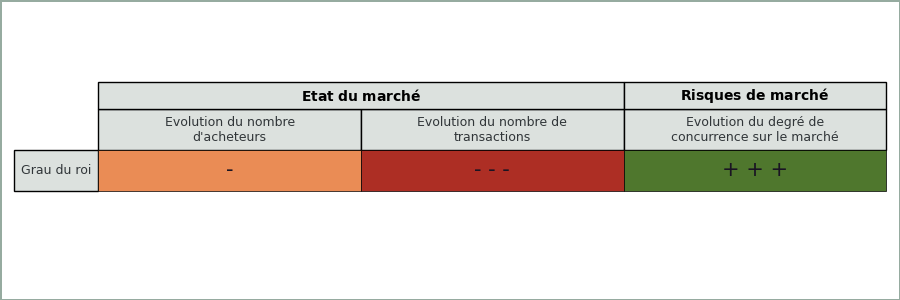 Etat du marché
Risques de marché
Evolution du nombre
d'acheteurs
Evolution du nombre de
transactions
Evolution du degré de
concurrence sur le marché
Grau du roi
-
- - -
+ + +